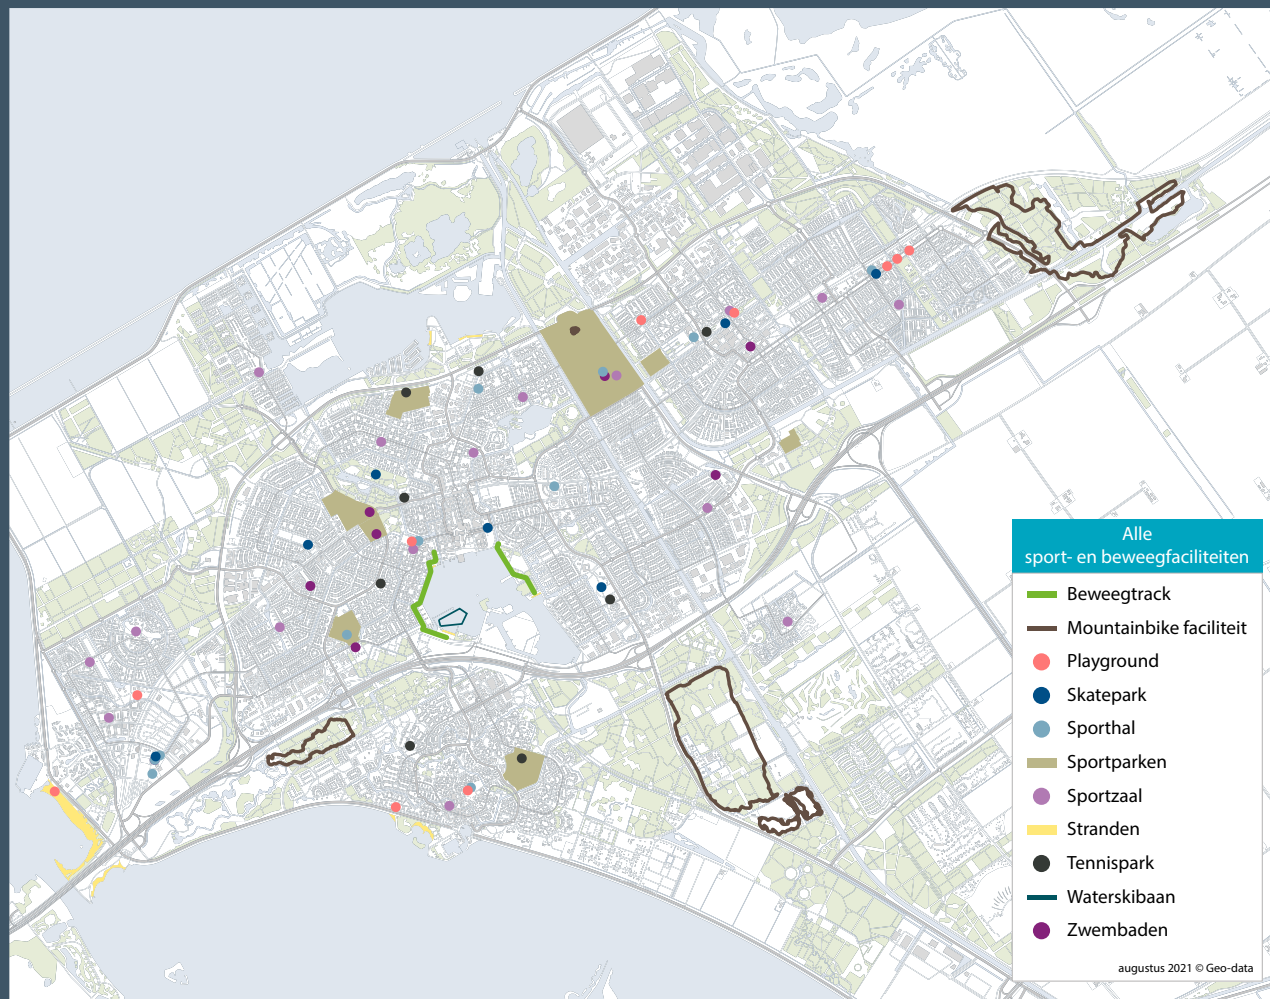 Alle
sport- en beweegfaciliteiten
Beweegtrack
Mountainbike faciliteit
Playground
Skatepark
Sporthal
Sportparken
Sportzaal
Stranden
Tennispark
Waterskibaan
Zwembaden
augustus 2021 © Geo-data